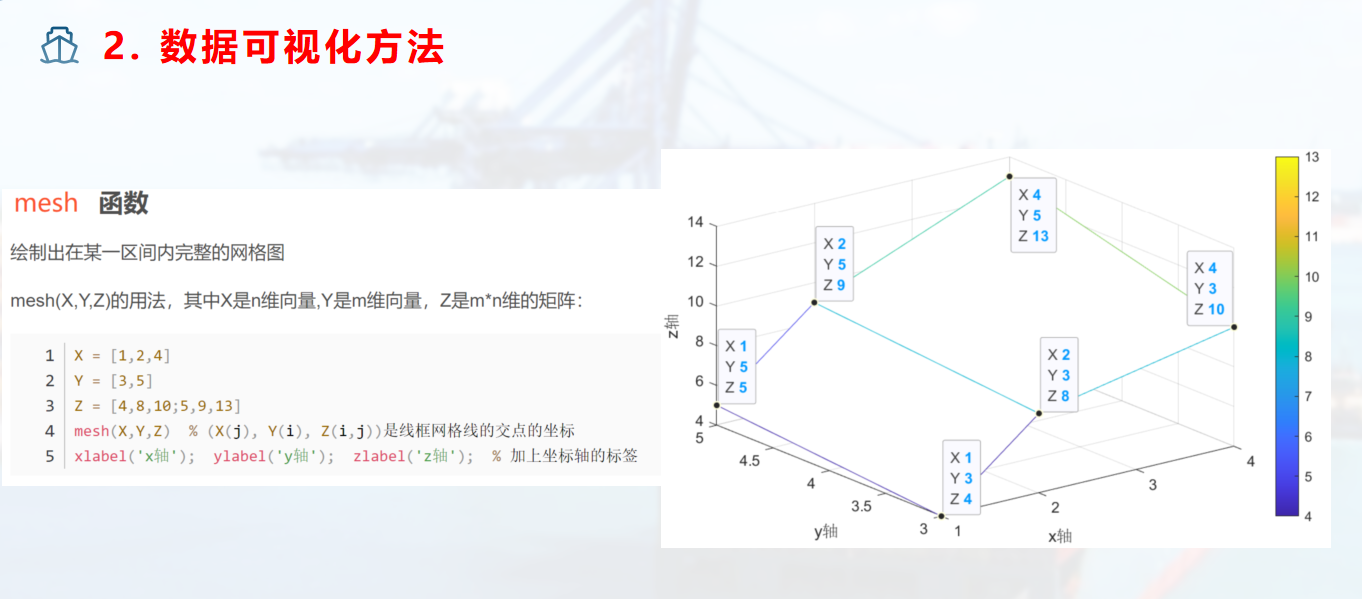 2. 数据可视化方法
mesh 函数
绘制出在某一区间内完整的网格图
mesh(X,Y,Z)的用法，其中X是n维向量,Y是m维向量，Z是m*n维的矩阵：
1 X = [1,2,4]
2 Y = [3,5]
3 Z = [4,8,10;5,9,13]
4 mesh(X,Y,Z) % (X(j), Y(i), Z(i,j))是线框网格线的交点的坐标
5 xlabel('x轴'); ylabel('y轴'); zlabel('z轴'); % 加上坐标轴的标签
z轴
14
12
10
8
6
4
5
4.5
4
3.5
3
y轴
1
2
3
4
x轴
X 1
Y 5
Z 5
X 2
Y 5
Z 9
X 4
Y 5
Z 13
X 4
Y 3
Z 10
X 2
Y 3
Z 8
X 1
Y 3
Z 4
13
12
11
10
9
8
7
6
5
4